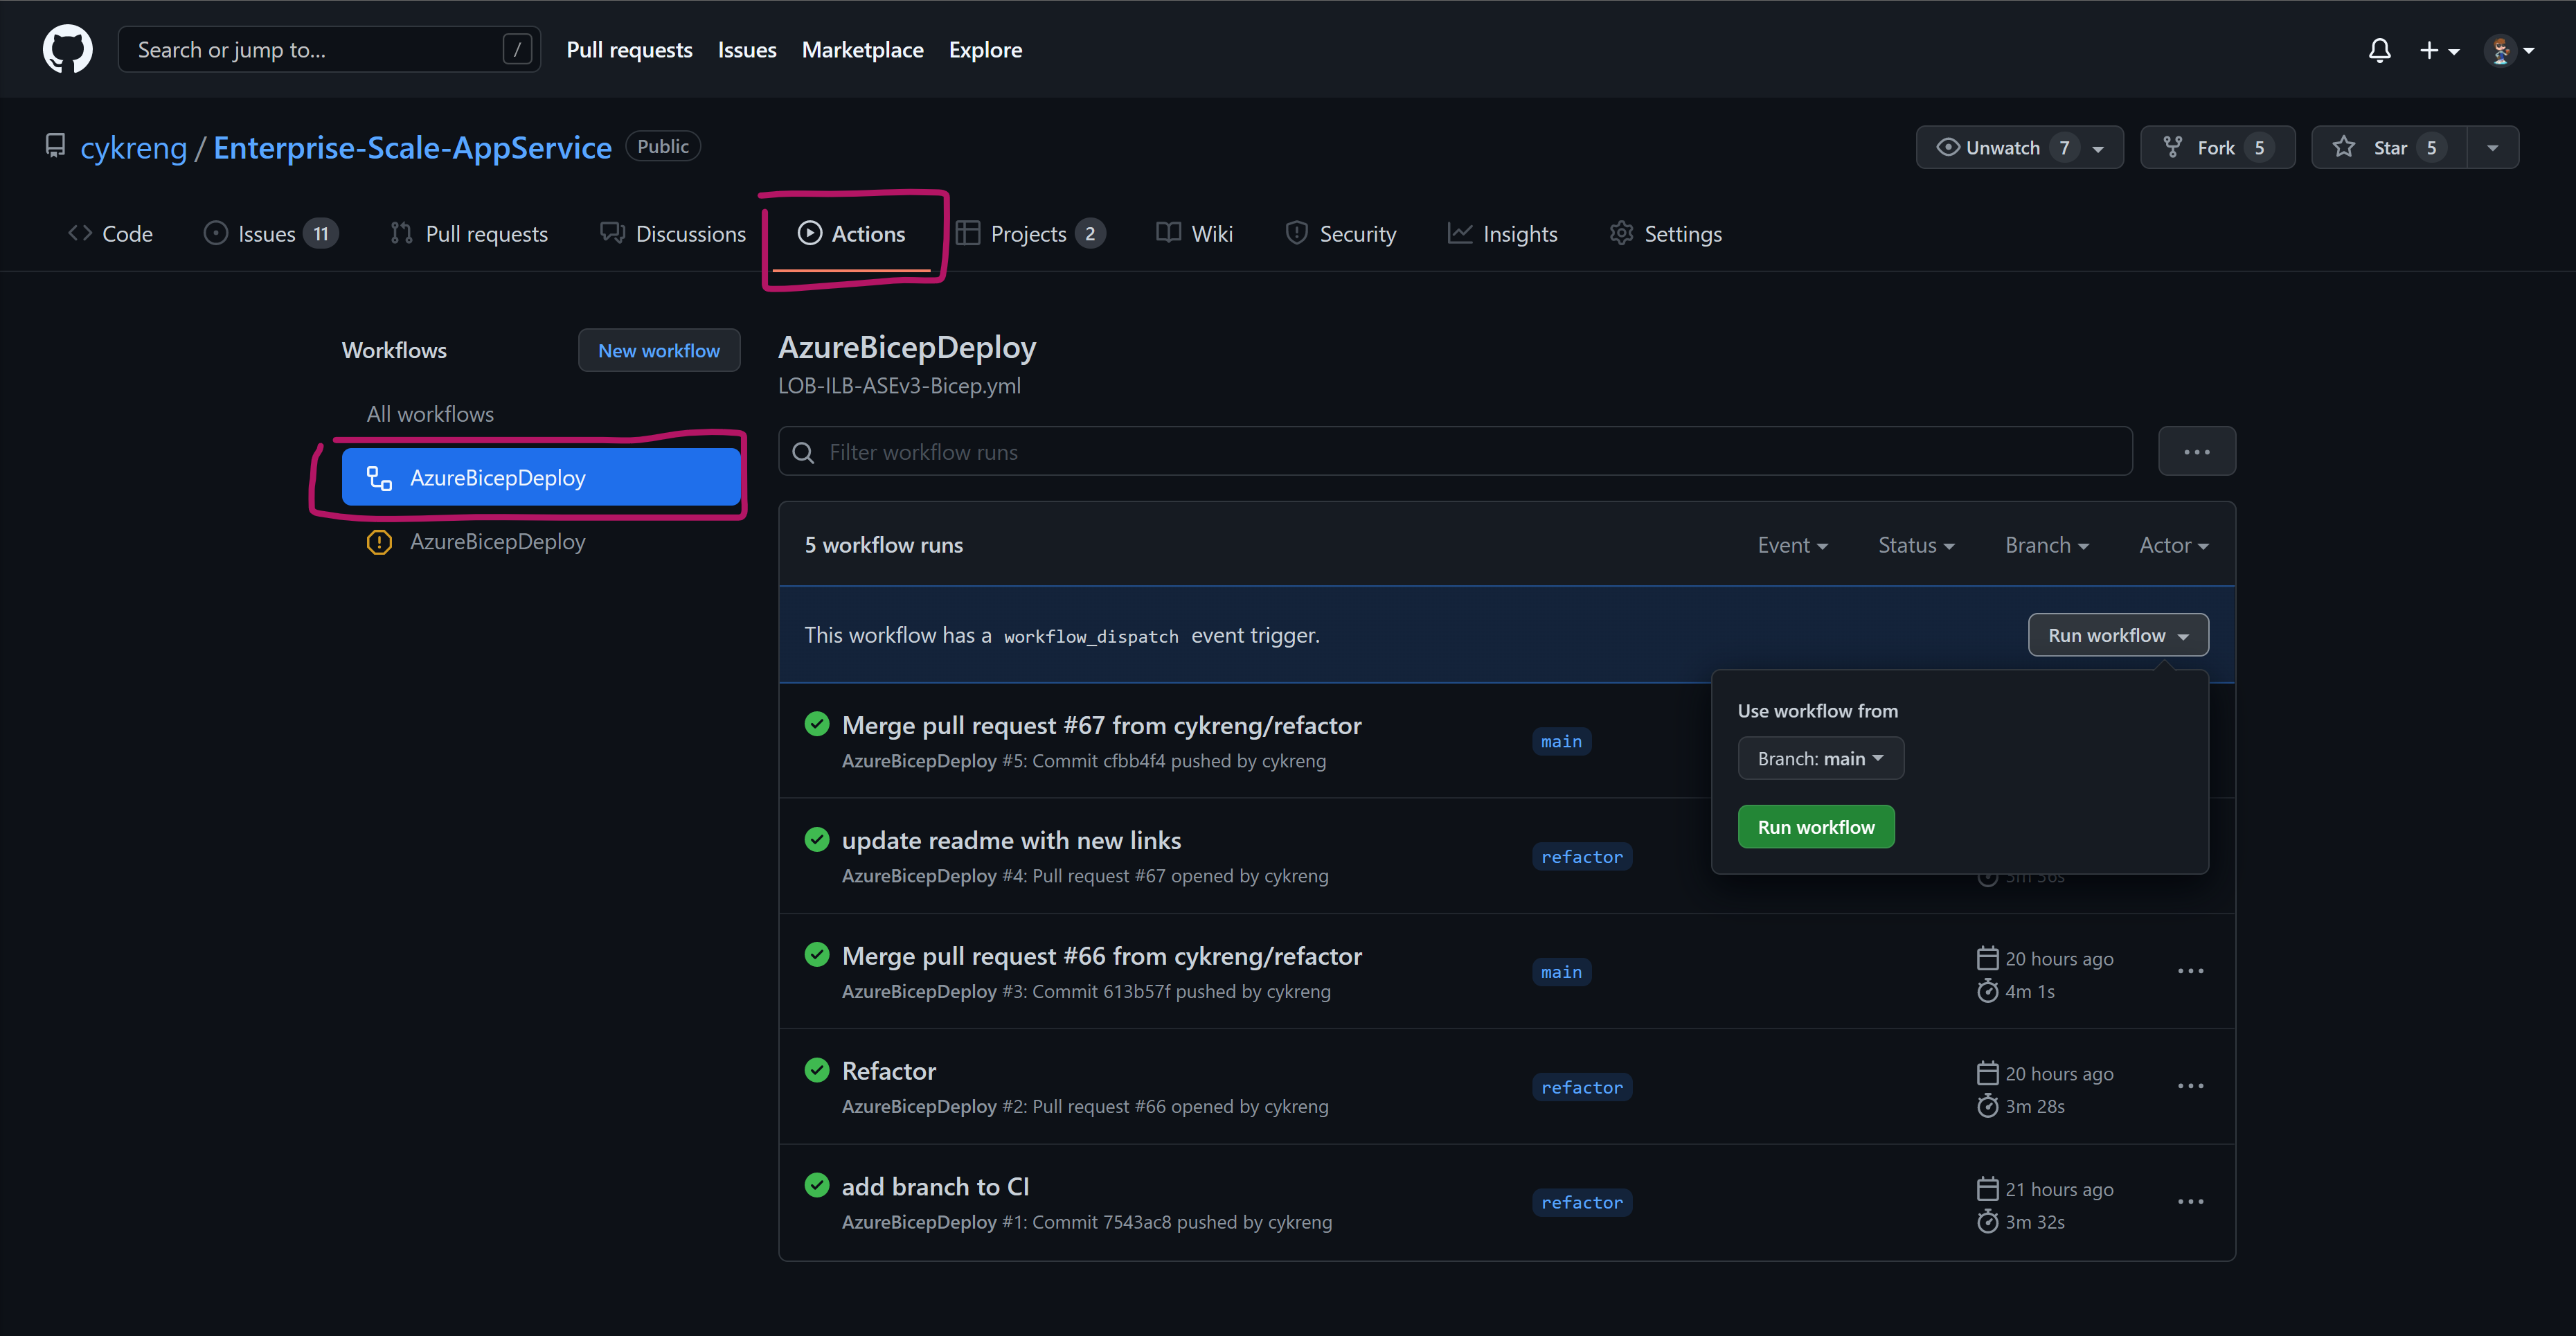 Search or jump to... /
Pull requests Issues Marketplace Explore
cykreng / Enterprise-Scale-AppService Public
Unwatch 7 Fork 5 Star 5
Code Issues 11 Pull requests Discussions Actions Projects 2 Wiki Security Insights Settings
Workflows New workflow
All workflows
AzureBicepDeploy
AzureBicepDeploy
AzureBicepDeploy
LOB-ILB-ASEv3-Bicep.yml
Filter workflow runs
5 workflow runs Event Status Branch Actor
This workflow has a workflow_dispatch event trigger. Run workflow
Use workflow from
Branch: main
Run workflow
Merge pull request #67 from cykreng/refactor
main
AzureBicepDeploy #5: Commit cfbb4f4 pushed by cykreng
update readme with new links
refactor
AzureBicepDeploy #4: Pull request #67 opened by cykreng
3m 36s
Merge pull request #66 from cykreng/refactor
main
20 hours ago
AzureBicepDeploy #3: Commit 613b57f pushed by cykreng
4m 1s
Refactor
refactor
20 hours ago
AzureBicepDeploy #2: Pull request #66 opened by cykreng
3m 28s
add branch to CI
refactor
21 hours ago
AzureBicepDeploy #1: Commit 7543ac8 pushed by cykreng
3m 32s